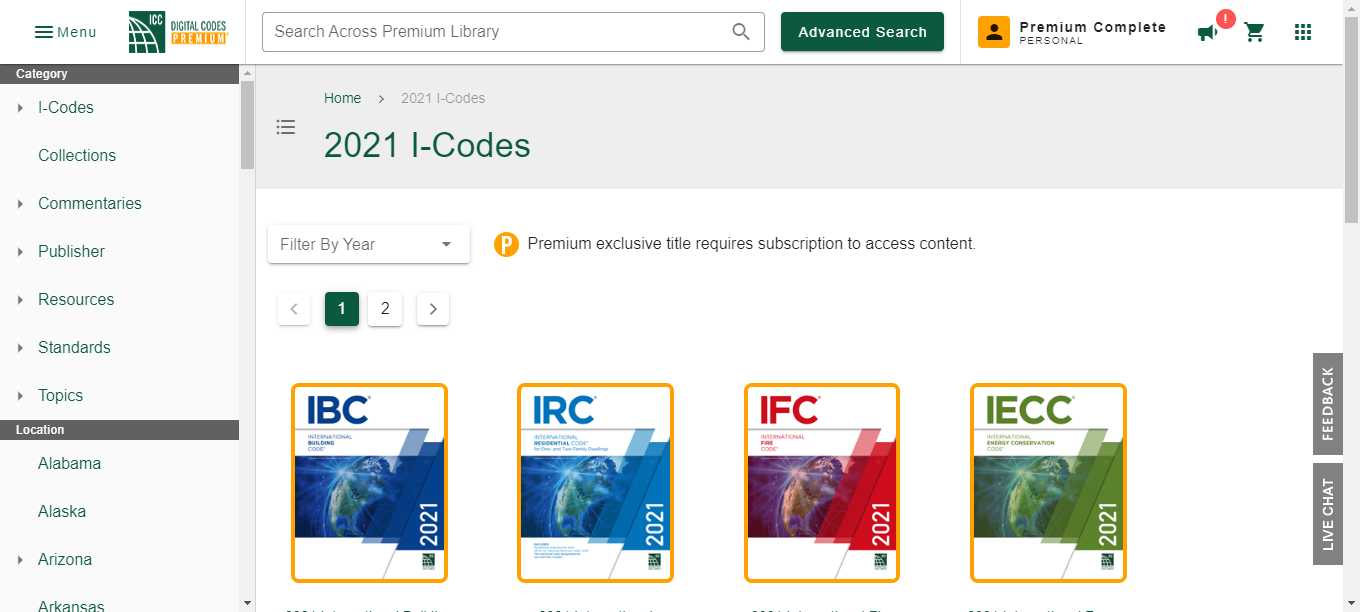 Menu
ICC
DIGITAL CODES
PREMIUM
Search Across Premium Library
Advanced Search
Premium Complete
PERSONAL
!
Category
I-Codes
Collections
Commentaries
Publisher
Resources
Standards
Topics
Location
Alabama
Alaska
Arizona
Arkansas
Home
2021 I-Codes
2021 I-Codes
Filter By Year
P Premium exclusive title requires subscription to access content.
1
2
IBC®
INTERNATIONAL
BUILDING
CODE®
2021
IRC®
INTERNATIONAL
RESIDENTIAL CODE®
for One- and Two-Family Dwellings
2021
IFC®
INTERNATIONAL
FIRE
CODE®
2021
IECC®
INTERNATIONAL
ENERGY CONSERVATION
CODE®
2021
FEEDBACK
LIVE CHAT